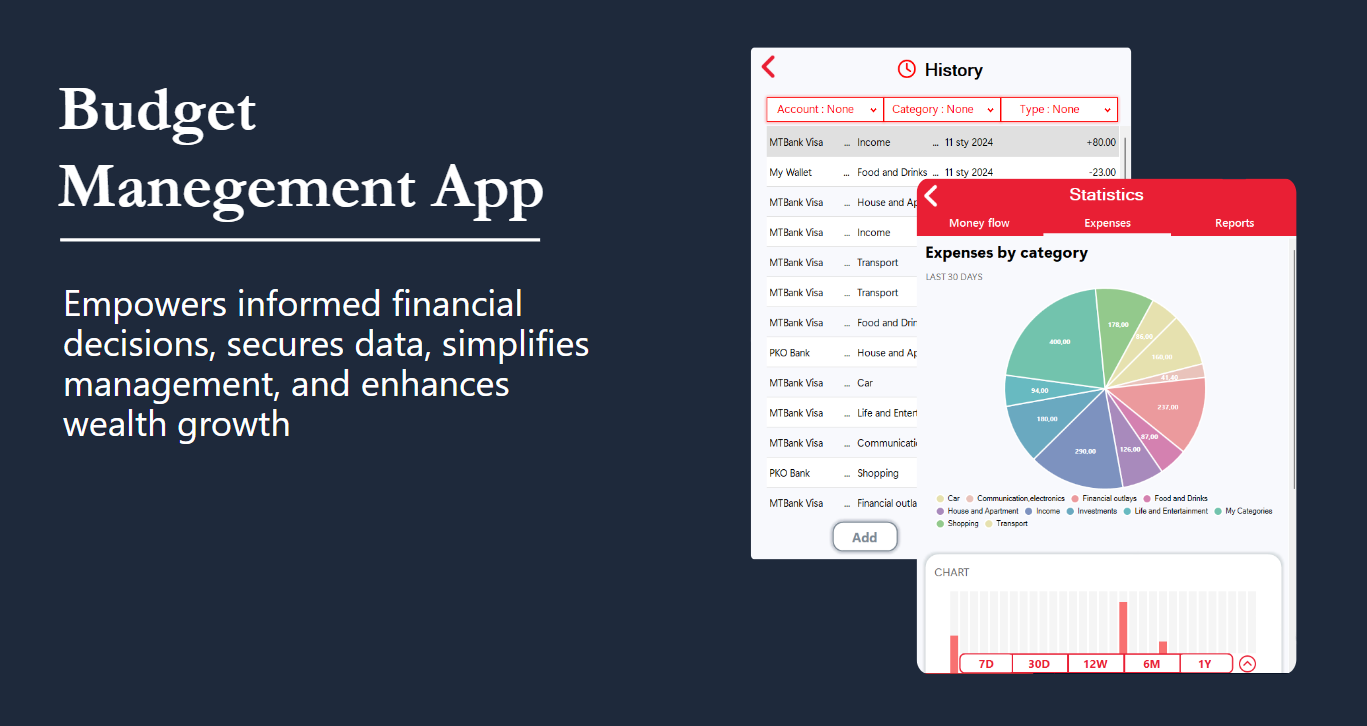 Budget
Manegement App
Empowers informed financial
decisions, secures data, simplifies
management, and enhances
wealth growth
History
Account : None
Category : None
Type : None
MTBank Visa ... Income ... 11 sty 2024 +80.00
My Wallet ... Food and Drinks ... 11 sty 2024 -23.00
MTBank Visa ... House and Ap
MTBank Visa ... Income
MTBank Visa ... Transport
MTBank Visa ... Transport
MTBank Visa ... Food and Drin
PKO Bank ... House and Ap
MTBank Visa ... Car
MTBank Visa ... Life and Entert
MTBank Visa ... Communicatio
PKO Bank ... Shopping
MTBank Visa ... Financial outla
Add
Statistics
Money flow Expenses Reports
Expenses by category
LAST 30 DAYS
178,00
86,00
400,00
160,00
94,00
237,00
180,00
87,00
290,00
126,00
Car Communication,electronics Financial outlays Food and Drinks
House and Apartment Income Investments Life and Entertainment My Categories
Shopping Transport
CHART
7D 30D 12W 6M 1Y